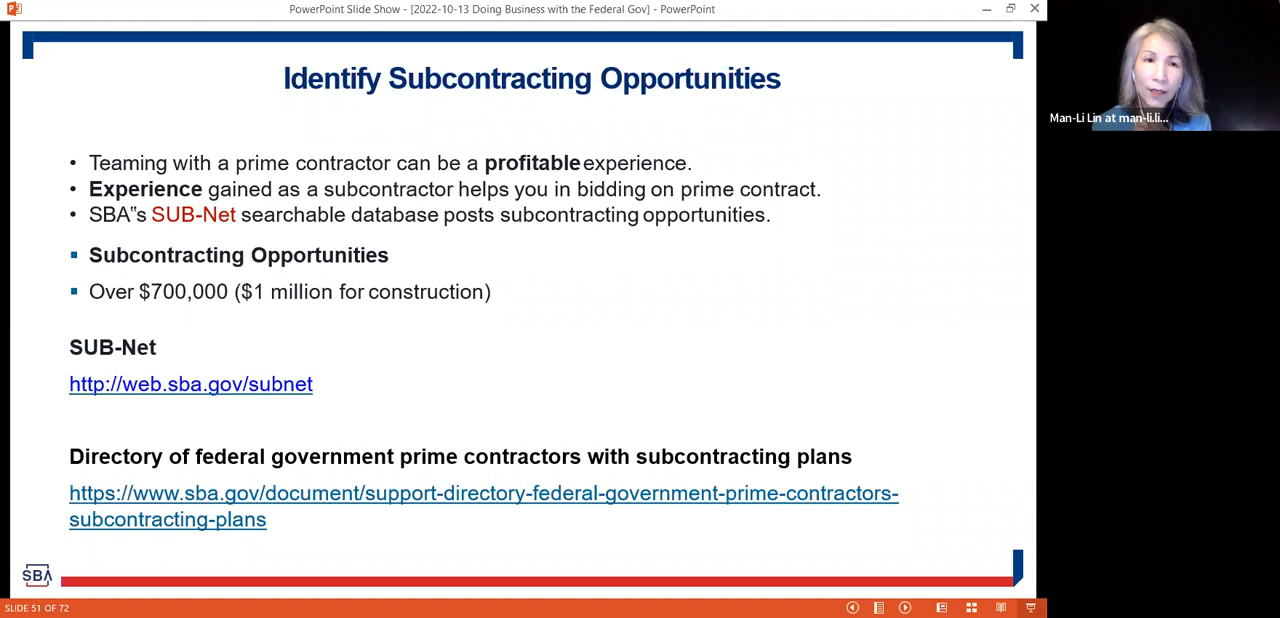 PowerPoint Slide Show - [2022-10-13 Doing Business with the Federal Gov] - PowerPoint
Identify Subcontracting Opportunities
Man-Li Lin at man-li.li...
• Teaming with a prime contractor can be a profitable experience.
• Experience gained as a subcontractor helps you in bidding on prime contract.
• SBA‟s SUB-Net searchable database posts subcontracting opportunities.
▪ Subcontracting Opportunities
▪ Over $700,000 ($1 million for construction)
SUB-Net
http://web.sba.gov/subnet
Directory of federal government prime contractors with subcontracting plans
https://www.sba.gov/document/support-directory-federal-government-prime-contractors-
subcontracting-plans
SBA
SLIDE 51 OF 72